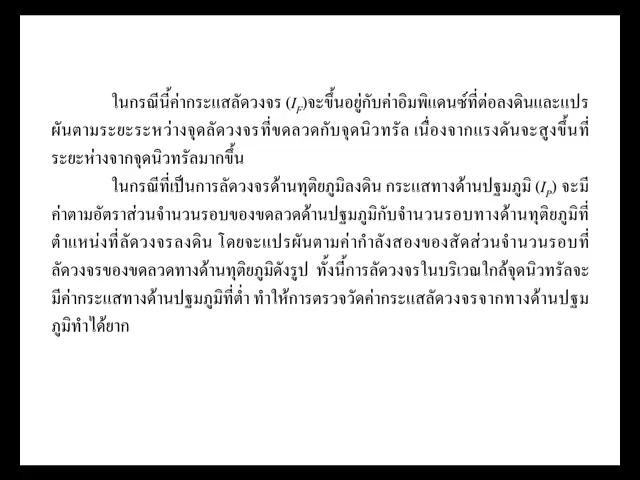 ในกรณีนี้ค่ากระแสลัดวงจร (I_F)จะขึ้นอยู่กับค่าอิมพิแดนซ์ที่ต่อลงดินและแปร
ผันตามระยะระหว่างจุดลัดวงจรที่ขดลวดกับจุดนิวทรัล เนื่องจากแรงดันจะสูงขึ้นที่
ระยะห่างจากจุดนิวทรัลมากขึ้น
ในกรณีที่เป็นการลัดวงจรด้านทุติยภูมิลงดิน กระแสทางด้านปฐมภูมิ (I_P) จะมี
ค่าตามอัตราส่วนจำนวนรอบของขดลวดด้านปฐมภูมิกับจำนวนรอบทางด้านทุติยภูมิที่
ตำแหน่งที่ลัดวงจรลงดิน โดยจะแปรผันตามค่ากำลังสองของสัดส่วนจำนวนรอบที่
ลัดวงจรของขดลวดทางด้านทุติยภูมิดังรูป ทั้งนี้การลัดวงจรในบริเวณใกล้จุดนิวทรัลจะ
มีค่ากระแสทางด้านปฐมภูมิที่ต่ำ ทำให้การตรวจวัดค่ากระแสลัดวงจรจากทางด้านปฐม
ภูมิทำได้ยาก